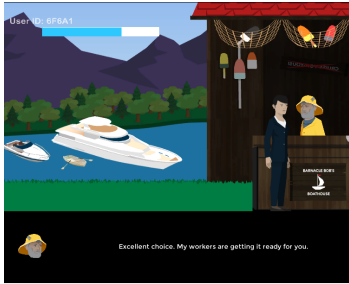 User ID: 6F6A1
BARNACLE BOB'S
BOATHOUSE
Excellent choice. My workers are getting it ready for you.